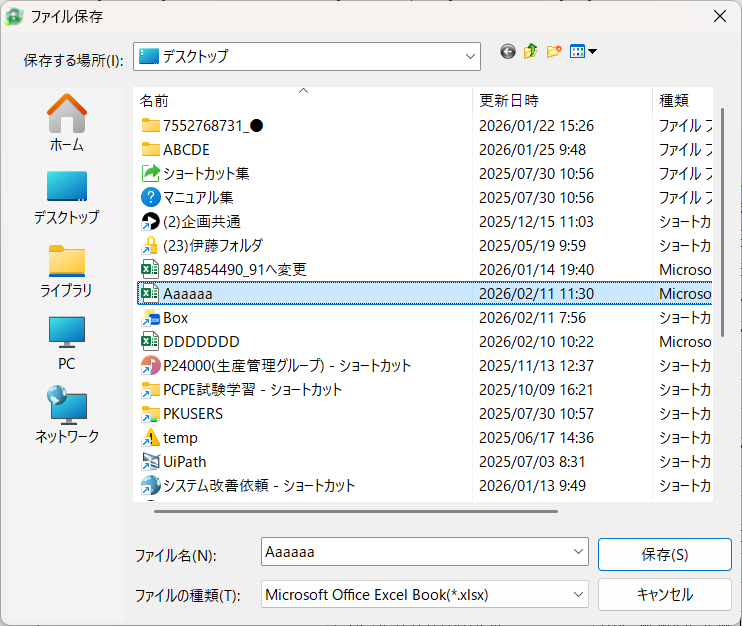 ファイル保存
保存する場所(I):
デスクトップ
ホーム
デスクトップ
ライブラリ
PC
ネットワーク
名前 更新日時 種類
7552768731_● 2026/01/22 15:26 ファイル フ
ABCDE 2026/01/25 9:48 ファイル フ
ショートカット集 2025/07/30 10:56 ファイル フ
マニュアル集 2025/07/30 10:56 ファイル フ
(2)企画共通 2025/12/15 11:03 ショートカ
(23)伊藤フォルダ 2025/05/19 9:59 ショートカ
8974854490_91へ変更 2026/01/14 19:40 Microso
Aaaaaa 2026/02/11 11:30 Microso
Box 2026/02/11 7:56 ショートカ
DDDDDDD 2026/02/10 10:22 Microso
P24000(生産管理グループ) - ショートカット 2025/11/13 12:37 ショートカ
PCPE試験学習 - ショートカット 2025/10/09 16:21 ショートカ
PKUSERS 2025/07/30 10:57 ショートカ
temp 2025/06/17 14:36 ショートカ
UiPath 2025/07/03 8:31 ショートカ
システム改善依頼 - ショートカット 2026/01/13 9:49 ショートカ
ファイル名(N): Aaaaaa 保存(S)
ファイルの種類(T): Microsoft Office Excel Book(*.xlsx) キャンセル